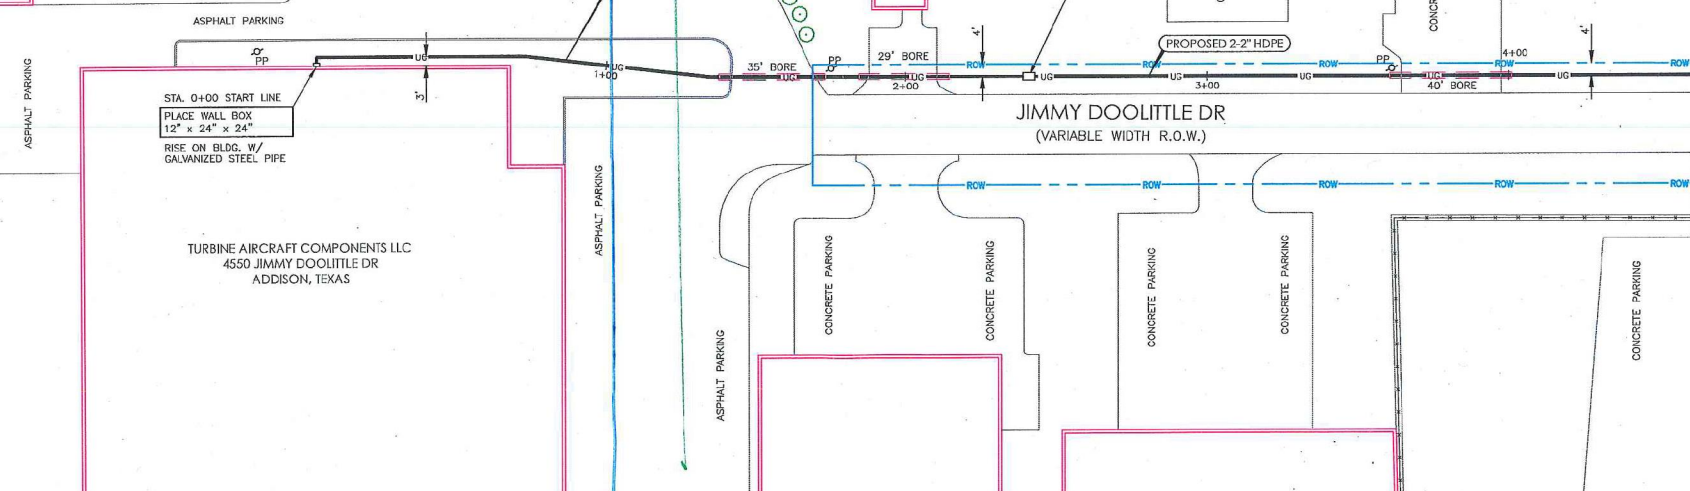 ASPHALT PARKING
ASPHALT PARKING
PP
UG
3'
STA. 0+00 START LINE
PLACE WALL BOX
12" x 24" x 24"
RISE ON BLDG. W/
GALVANIZED STEEL PIPE
TURBINE AIRCRAFT COMPONENTS LLC
4550 JIMMY DOOLITTLE DR
ADDISON, TEXAS
UG
1+00
ASPHALT PARKING
ASPHALT PARKING
35' BORE
UG
PP
29' BORE
UG
2+00
4'
ROW
UG
PROPOSED 2-2" HDPE
ROW
UG
3+00
ROW
UG
PP
UG
40' BORE
4+00
ROW
UG
4'
ROW
JIMMY DOOLITTLE DR
(VARIABLE WIDTH R.O.W.)
ROW
ROW
ROW
ROW
ROW
CONCRETE PARKING
CONCRETE PARKING
CONCRETE PARKING
CONCRETE PARKING
CONCRETE PARKING